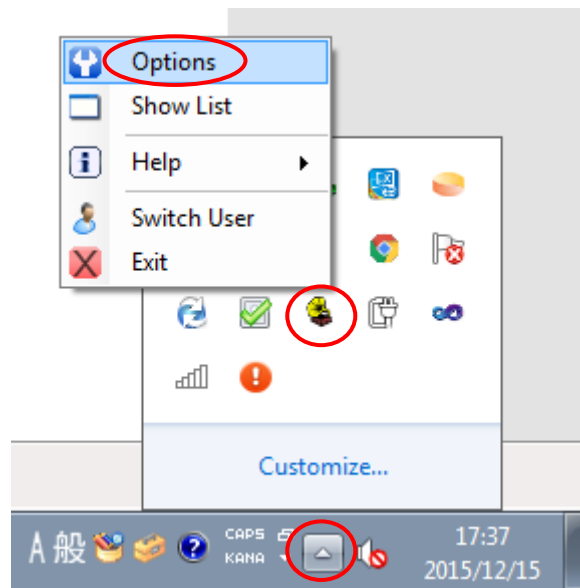 Options
Show List
Help
Switch User
Exit
Customize...
A 般
CAPS
KANA
17:37
2015/12/15